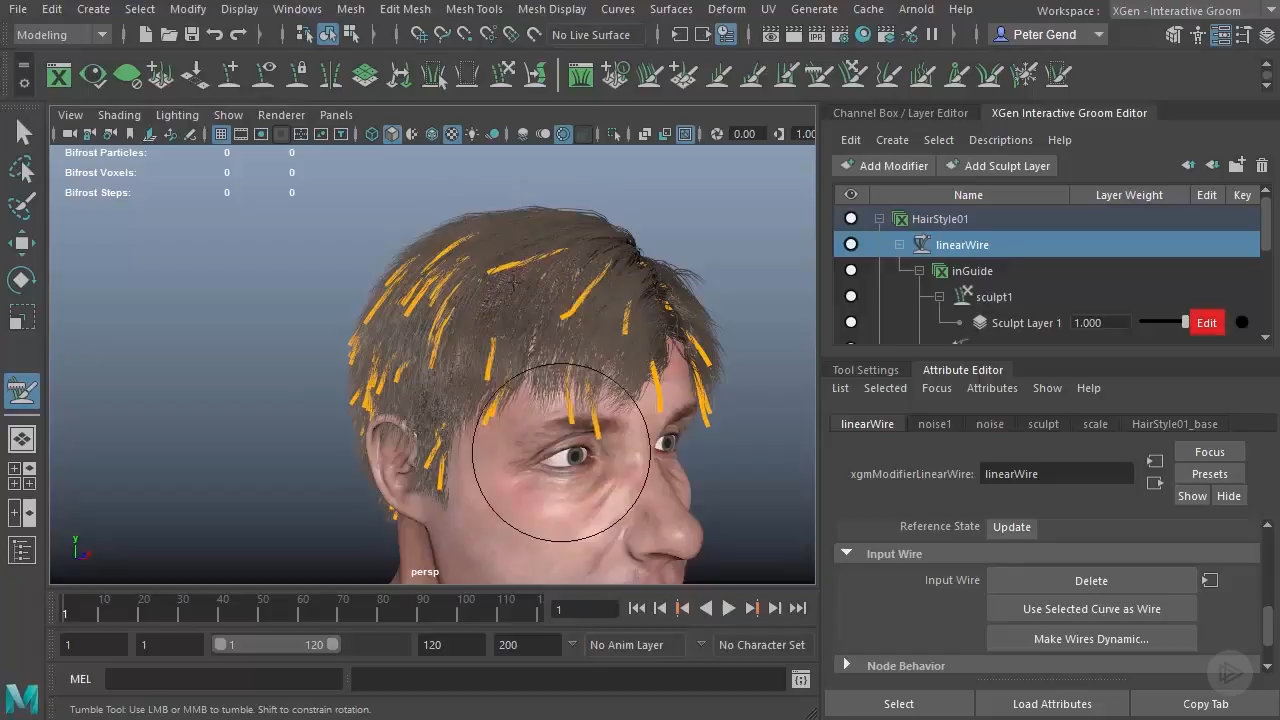 File Edit Create Select Modify Display Windows Mesh Edit Mesh Mesh Tools Mesh Display Curves Surfaces Deform UV Generate Cache Arnold Help Workspace : XGen - Interactive Groom
Modeling No Live Surface IPR Peter Gend
View Shading Lighting Show Renderer Panels
0.00 1.00
Bifrost Particles: 0 0
Bifrost Voxels: 0 0
Bifrost Steps: 0 0
persp
Channel Box / Layer Editor XGen Interactive Groom Editor
Edit Create Select Descriptions Help
Add Modifier Add Sculpt Layer
Name Layer Weight Edit Key
HairStyle01
linearWire
inGuide
sculpt1
Sculpt Layer 1 1.000 Edit
Tool Settings Attribute Editor
List Selected Focus Attributes Show Help
linearWire noise1 noise sculpt scale HairStyle01_base
Focus
xgmModifierLinearWire: linearWire Presets
Show Hide
Reference State Update
Input Wire
Input Wire Delete
Use Selected Curve as Wire
Make Wires Dynamic...
Node Behavior
Select Load Attributes Copy Tab
1 10 20 30 40 50 60 70 80 90 100 110 1 1
1 1 1 120 120 200 No Anim Layer No Character Set
MEL
Tumble Tool: Use LMB or MMB to tumble. Shift to constrain rotation.